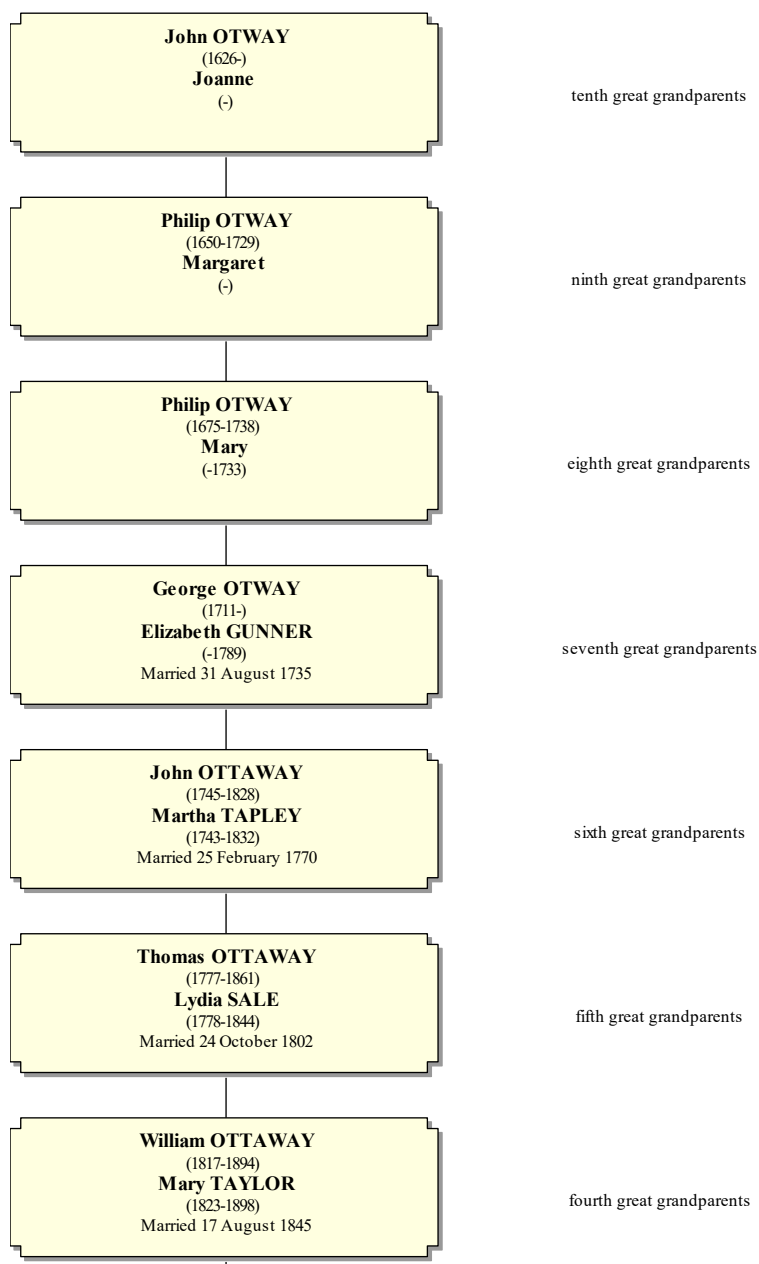 John OTWAY
(1626-)
Joanne
(-)
tenth great grandparents
Philip OTWAY
(1650-1729)
Margaret
(-)
ninth great grandparents
Philip OTWAY
(1675-1738)
Mary
(-1733)
eighth great grandparents
George OTWAY
(1711-)
Elizabeth GUNNER
(-1789)
Married 31 August 1735
seventh great grandparents
John OTTAWAY
(1745-1828)
Martha TAPLEY
(1743-1832)
Married 25 February 1770
sixth great grandparents
Thomas OTTAWAY
(1777-1861)
Lydia SALE
(1778-1844)
Married 24 October 1802
fifth great grandparents
William OTTAWAY
(1817-1894)
Mary TAYLOR
(1823-1898)
Married 17 August 1845
fourth great grandparents